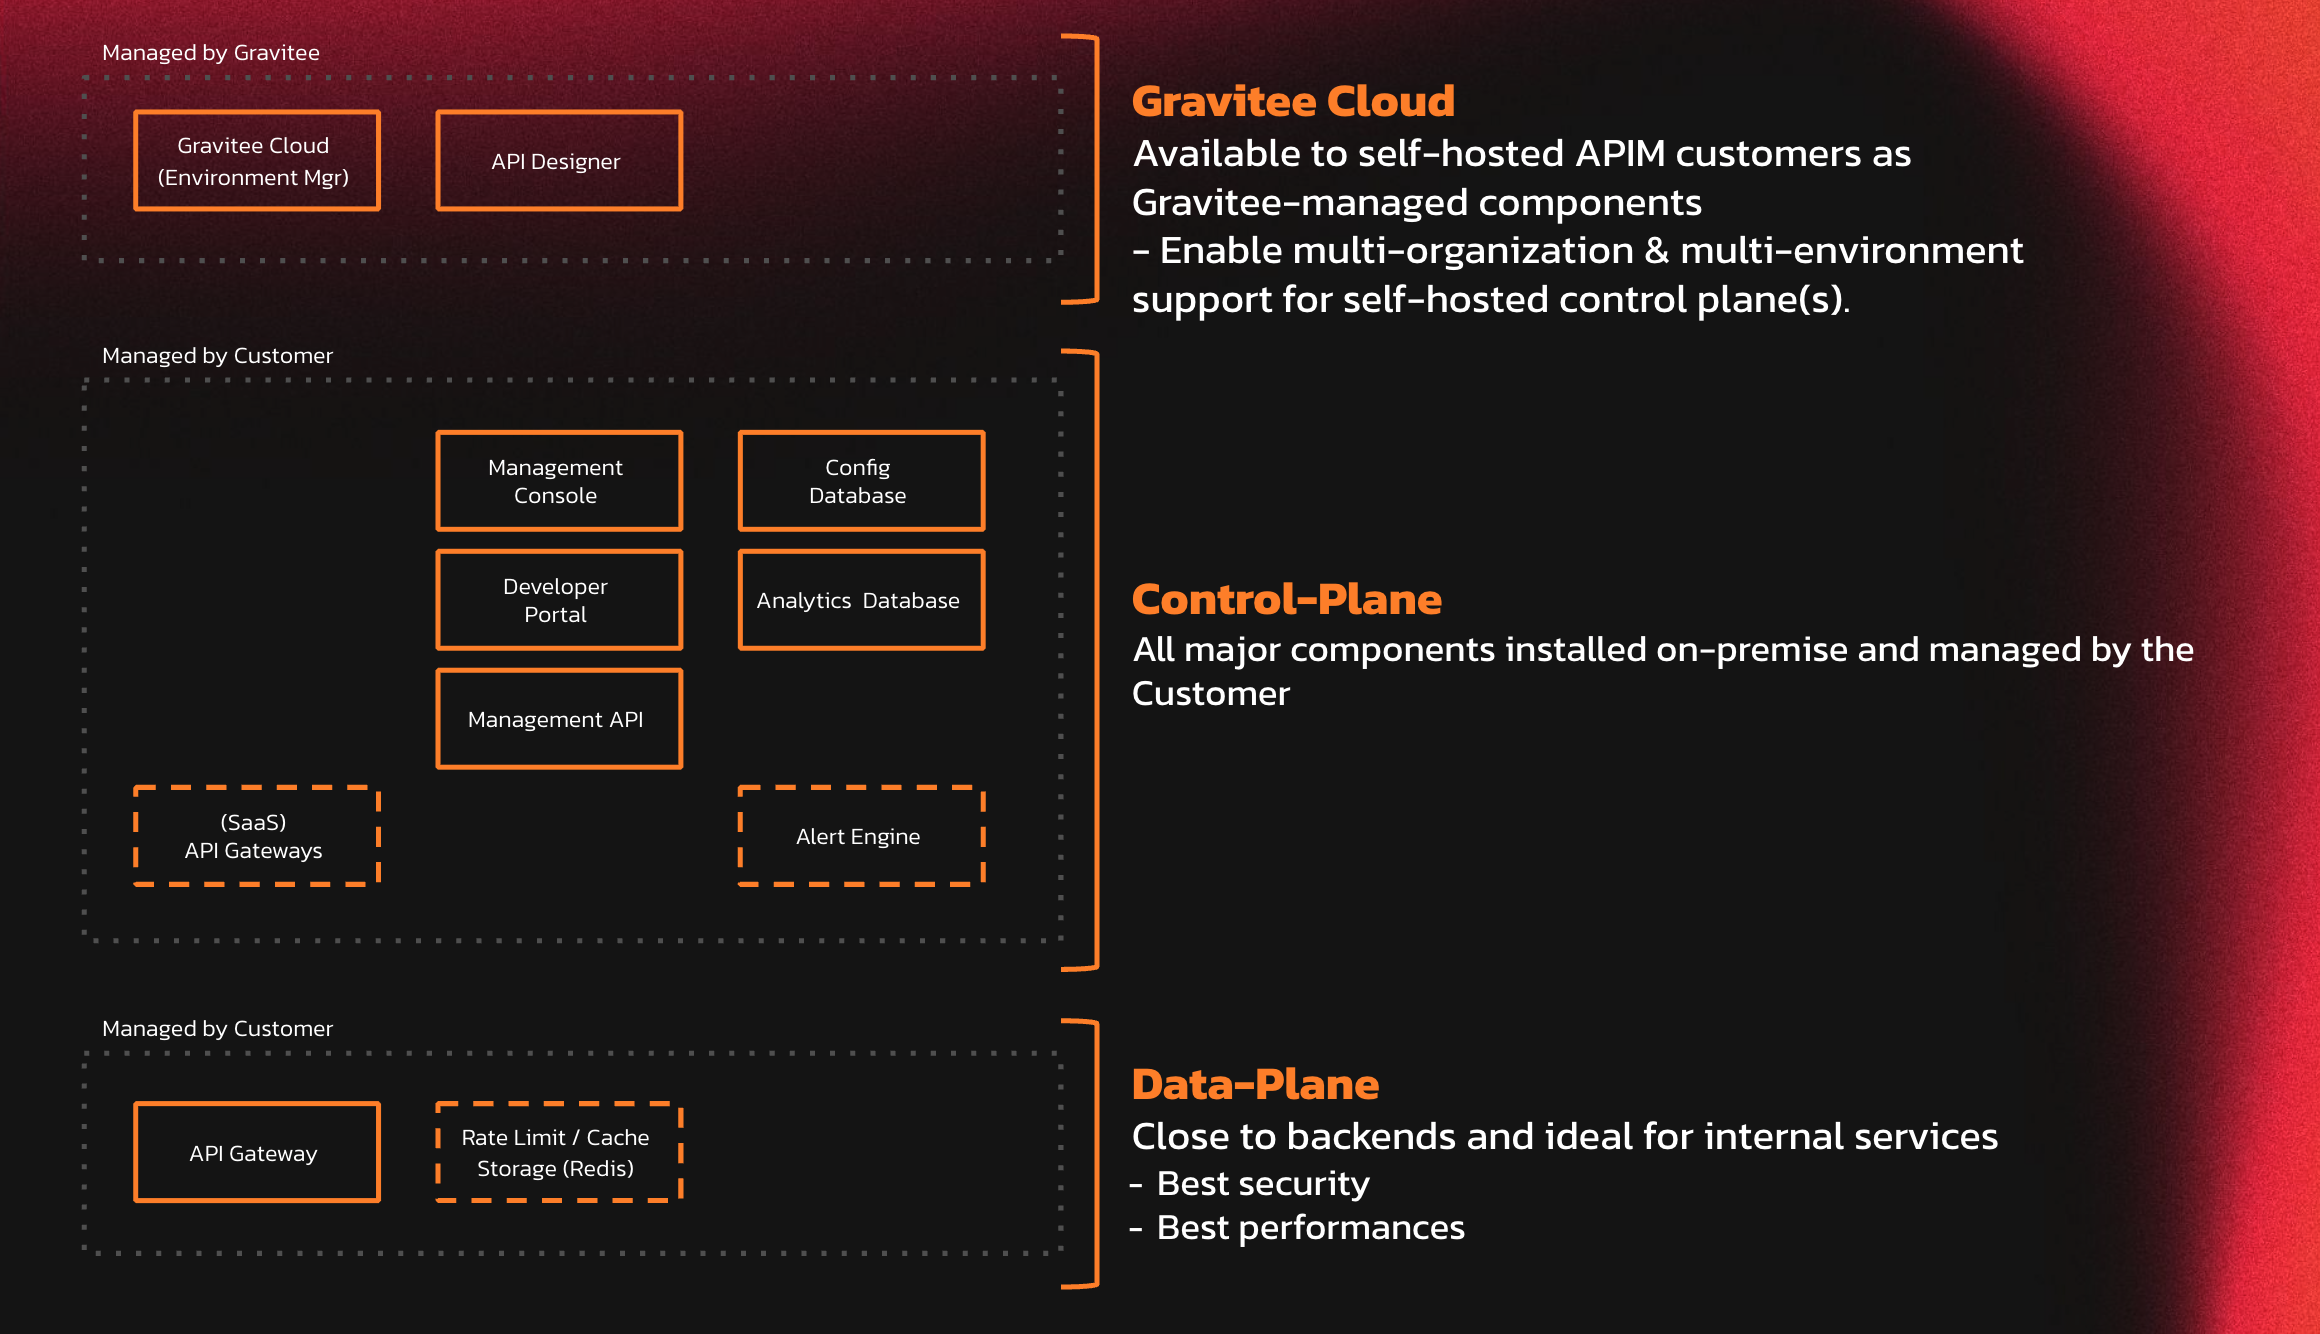 Managed by Gravitee
Gravitee Cloud
(Environment Mgr)
API Designer
Gravitee Cloud
Available to self-hosted APIM customers as
Gravitee-managed components
- Enable multi-organization & multi-environment
support for self-hosted control plane(s).
Managed by Customer
Management
Console
Config
Database
Developer
Portal
Analytics Database
Management API
(SaaS)
API Gateways
Alert Engine
Control-Plane
All major components installed on-premise and managed by the
Customer
Managed by Customer
API Gateway
Rate Limit / Cache
Storage (Redis)
Data-Plane
Close to backends and ideal for internal services
- Best security
- Best performances